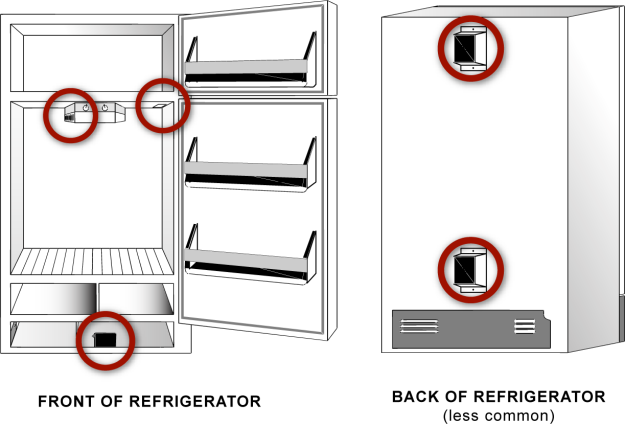 FRONT OF REFRIGERATOR
BACK OF REFRIGERATOR
(less common)